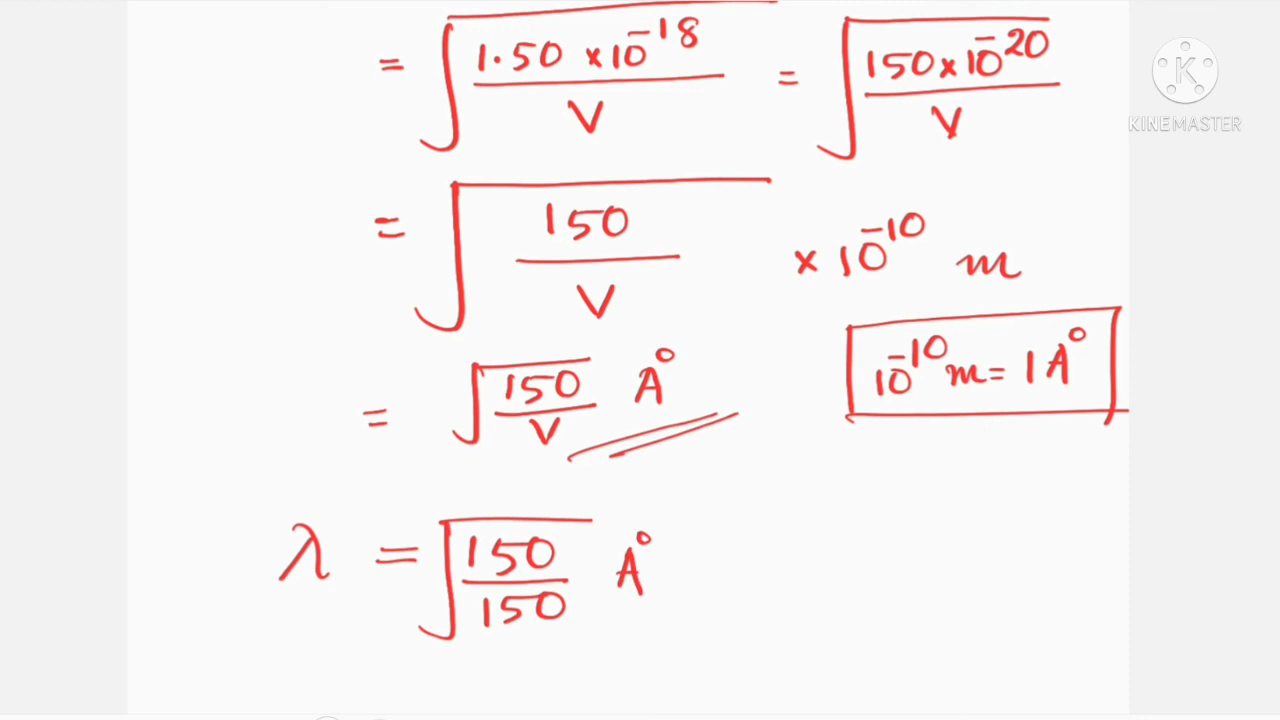 = √(1.50 × 10⁻¹⁸ / V) = √(150 × 10⁻²⁰ / V)
K
KINEMASTER
= √(150 / V) × 10⁻¹⁰ m
10⁻¹⁰ m = 1 A°
= √(150 / V) A°
λ = √(150 / 150) A°